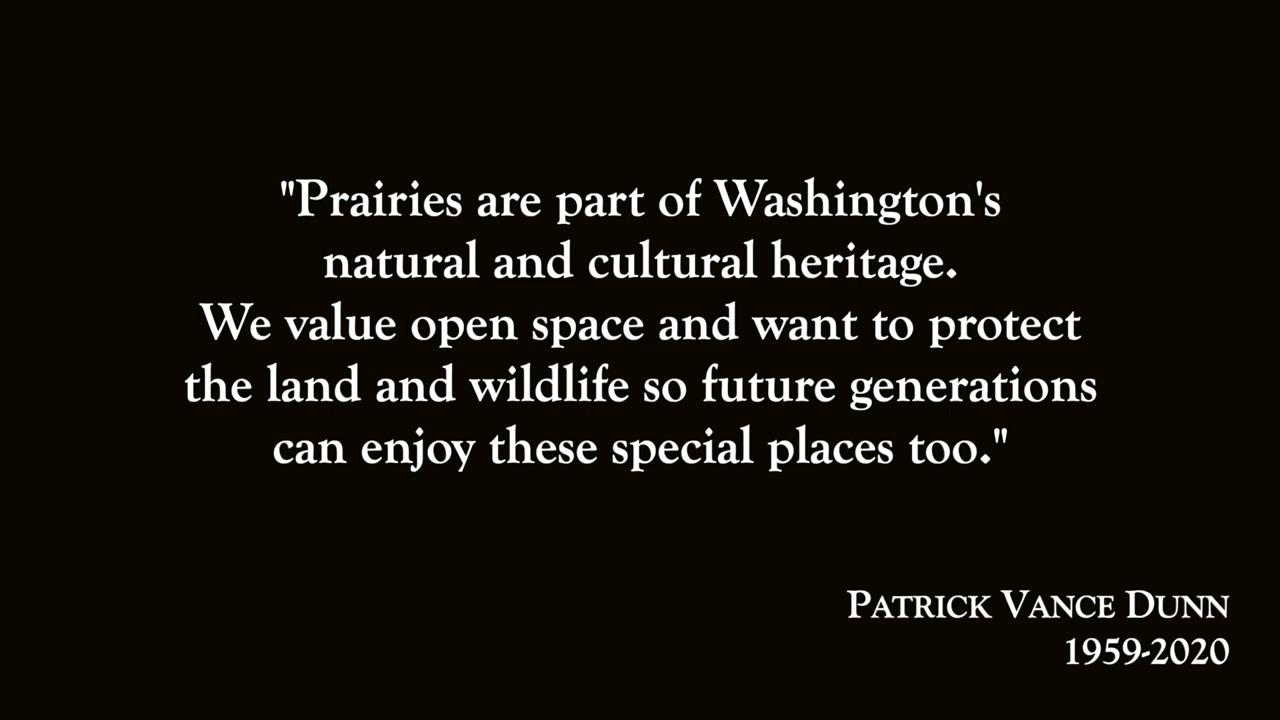 "Prairies are part of Washington's
natural and cultural heritage.
We value open space and want to protect
the land and wildlife so future generations
can enjoy these special places too."
PATRICK VANCE DUNN
1959-2020